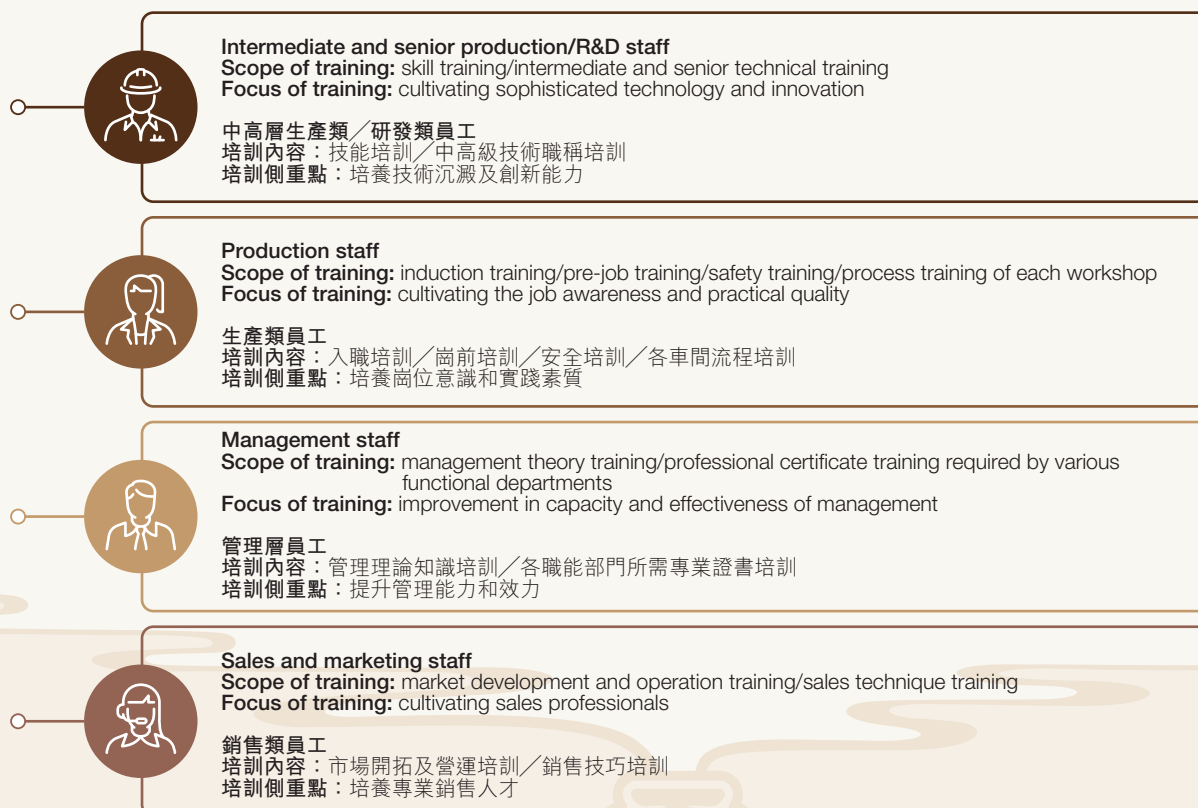 Intermediate and senior production/R&D staff
Scope of training: skill training/intermediate and senior technical training
Focus of training: cultivating sophisticated technology and innovation
中高層生產類╱研發類員工
培訓內容：技能培訓╱中高級技術職稱培訓
培訓側重點：培養技術沉澱及創新能力
Production staff
Scope of training: induction training/pre-job training/safety training/process training of each workshop
Focus of training: cultivating the job awareness and practical quality
生產類員工
培訓內容：入職培訓╱崗前培訓╱安全培訓╱各車間流程培訓
培訓側重點：培養崗位意識和實踐素質
Management staff
Scope of training: management theory training/professional certificate training required by various
functional departments
Focus of training: improvement in capacity and effectiveness of management
管理層員工
培訓內容：管理理論知識培訓╱各職能部門所需專業證書培訓
培訓側重點：提升管理能力和效力
Sales and marketing staff
Scope of training: market development and operation training/sales technique training
Focus of training: cultivating sales professionals
銷售類員工
培訓內容：市場開拓及營運培訓╱銷售技巧培訓
培訓側重點：培養專業銷售人才